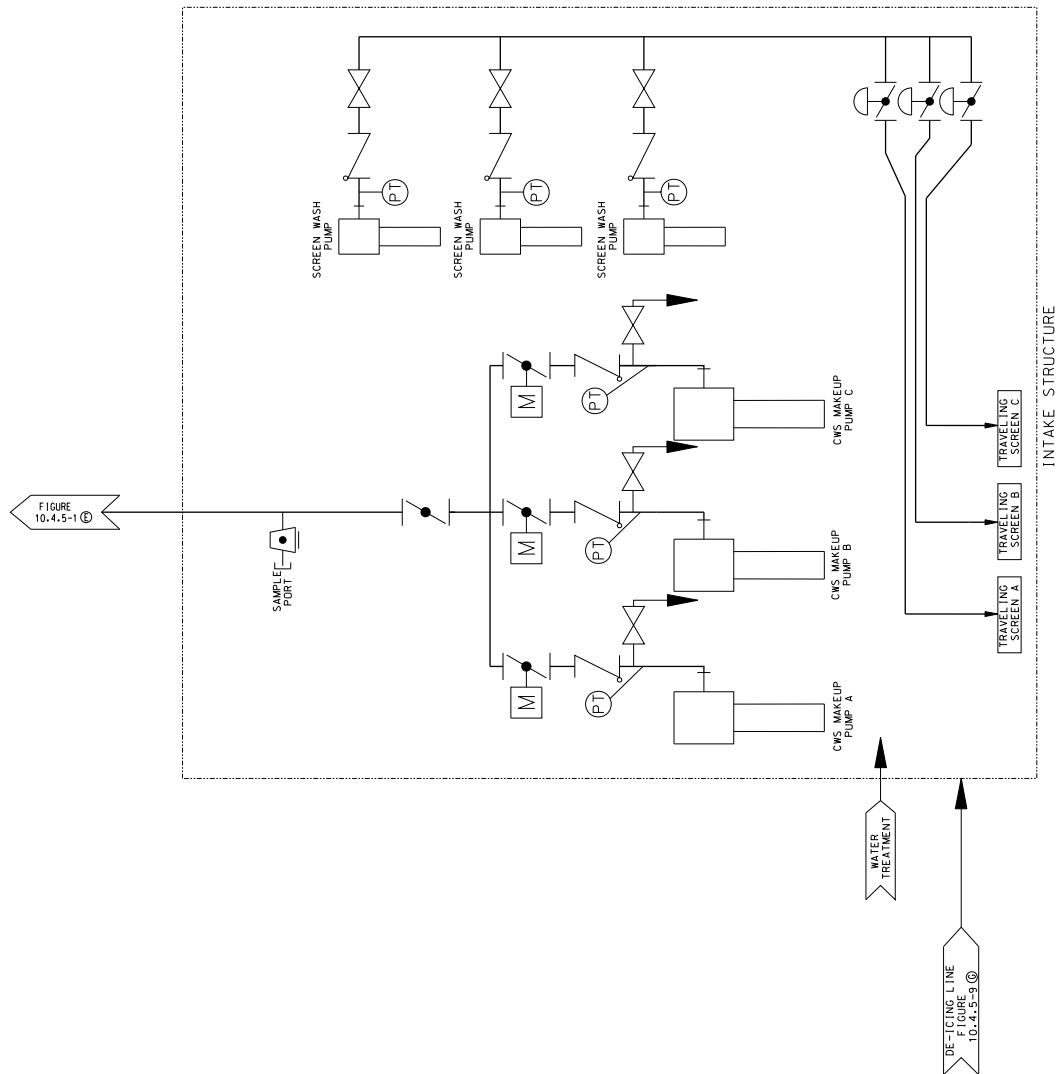 FIGURE
10.4.5-1 E
SAMPLE
PORT
SCREEN WASH
PUMP
SCREEN WASH
PUMP
SCREEN WASH
PUMP
PT
PT
PT
M
M
M
PT
PT
PT
CWS MAKEUP
PUMP A
CWS MAKEUP
PUMP B
CWS MAKEUP
PUMP C
TRAVELING
SCREEN A
TRAVELING
SCREEN B
TRAVELING
SCREEN C
WATER
TREATMENT
DE-ICING LINE
FIGURE
10.4.5-9 G
INTAKE STRUCTURE